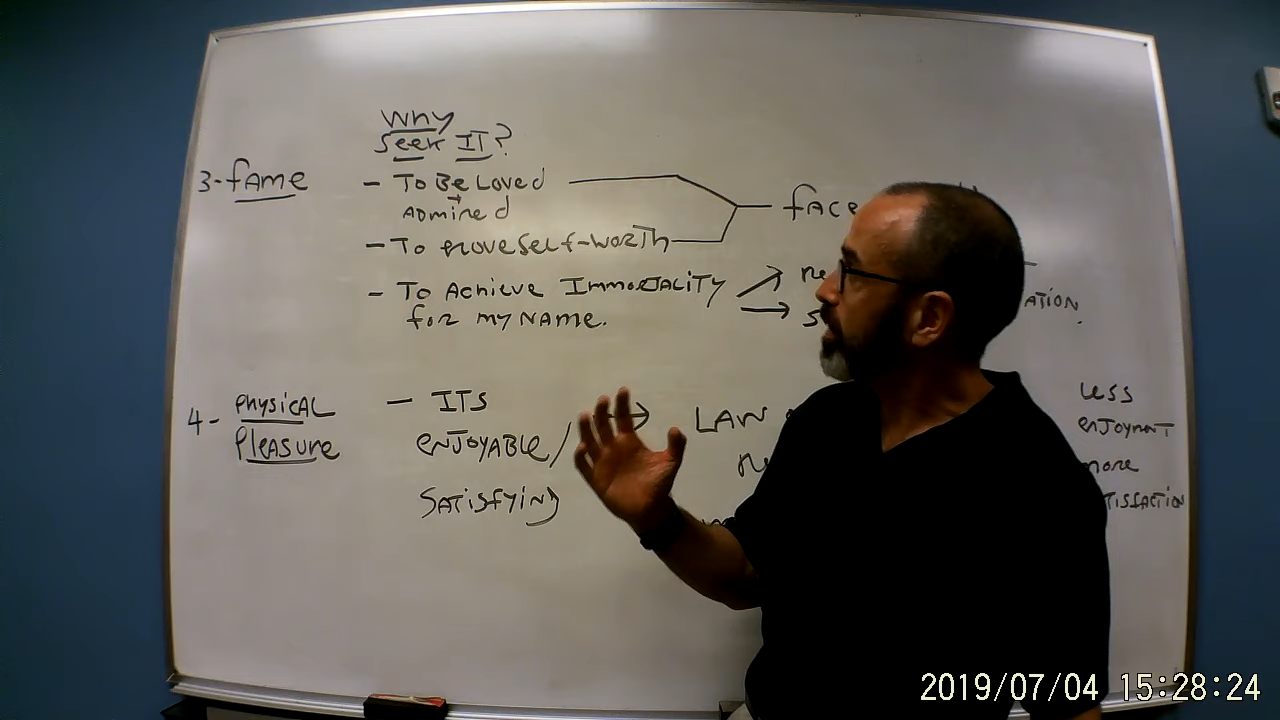 Why
Seek IT?
3-fame
- To Be Loved
+
Admired
- To Prove Self-Worth
face
- To Achieve Immortality
for my name.
ATION.
4- Physical
Pleasure
- ITS
enjoyable/
Satisfying
LAW
less
enjoyment
more
2019/07/04 15:28:24